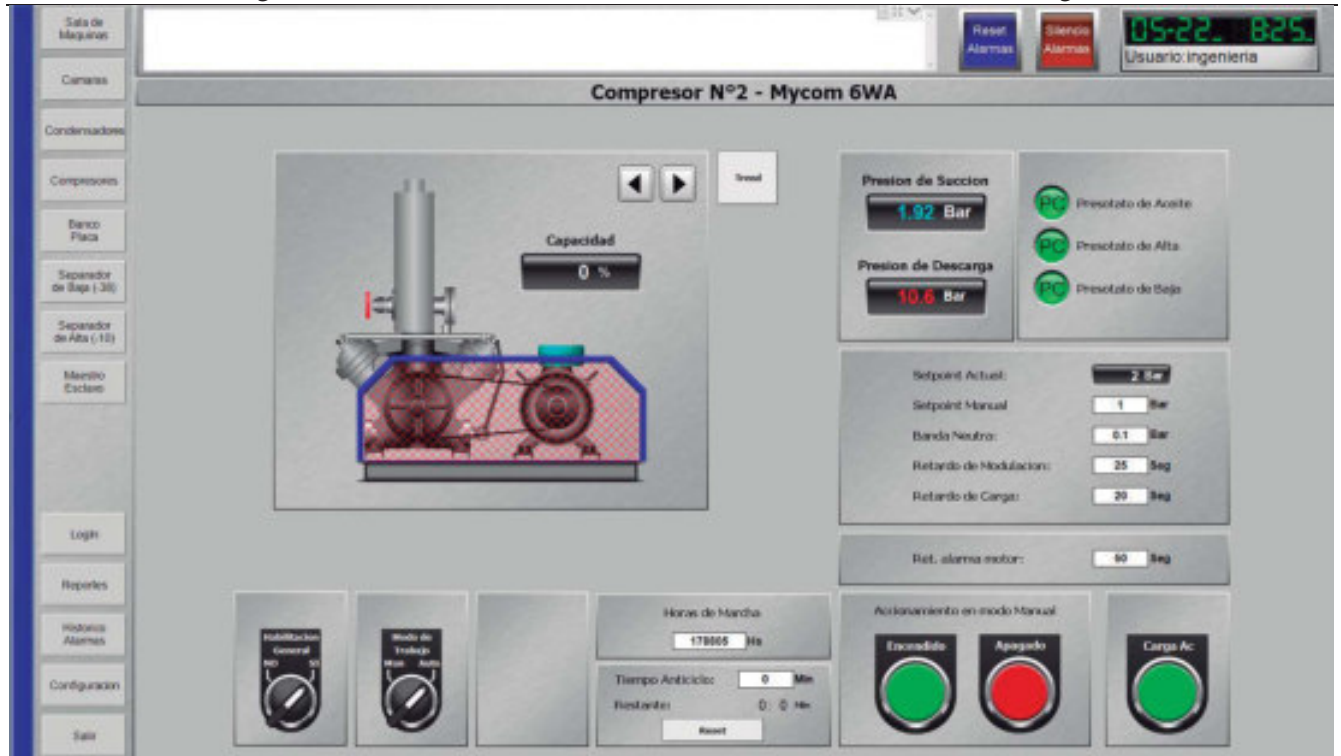 Sala de
Maquinas
Camaras
Condensadores
Compresores
Banco
Placa
Separador
de Baja (-38)
Separador
de Alta (-10)
Maestro
Esclavo
Login
Reportes
Historico
Alarmas
Configuracion
Salir
Reset
Alarmas
Silencio
Alarmas
05-22 8:25
Usuario:ingenieria
Compresor N°2 - Mycom 6WA
Trend
Capacidad
0 %
Presion de Succion
1.92 Bar
Presion de Descarga
10.6 Bar
PC Presotato de Aceite
PC Presotato de Alta
PC Presotato de Baja
Setpoint Actual: 2 Bar
Setpoint Manual 1 Bar
Banda Neutra: 0.1 Bar
Retardo de Modulacion: 25 Seg
Retardo de Carga: 20 Seg
Ret. alarma motor: 60 Seg
Habilitacion
General
NO SI
Modo de
Trabajo
Man Auto
Horas de Marcha
Hs
Tiempo Anticiclo: 0 Min
Restante: 0: 0 Min
Reset
Accionamiento en modo Manual
Encendido
Apagado
Carga Ac